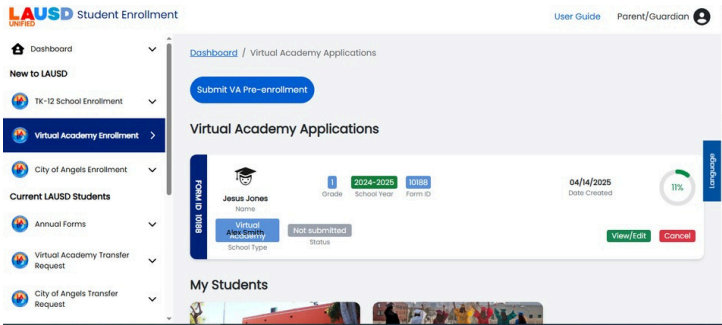 LAUSD Student Enrollment
UNIFIED
User Guide Parent/Guardian
Dashboard
New to LAUSD
TK-12 School Enrollment
Virtual Academy Enrollment
City of Angels Enrollment
Current LAUSD Students
Annual Forms
Virtual Academy Transfer
Request
City of Angels Transfer
Request
Dashboard / Virtual Academy Applications
Submit VA Pre-enrollment
Virtual Academy Applications
FORM ID 10188
Jesus Jones
Name
1
Grade
2024-2025
School Year
10188
Form ID
04/14/2025
Date Created
11%
Virtual
Academy
Alex Smith
School Type
Not submitted
Status
View/Edit
Cancel
Language
My Students